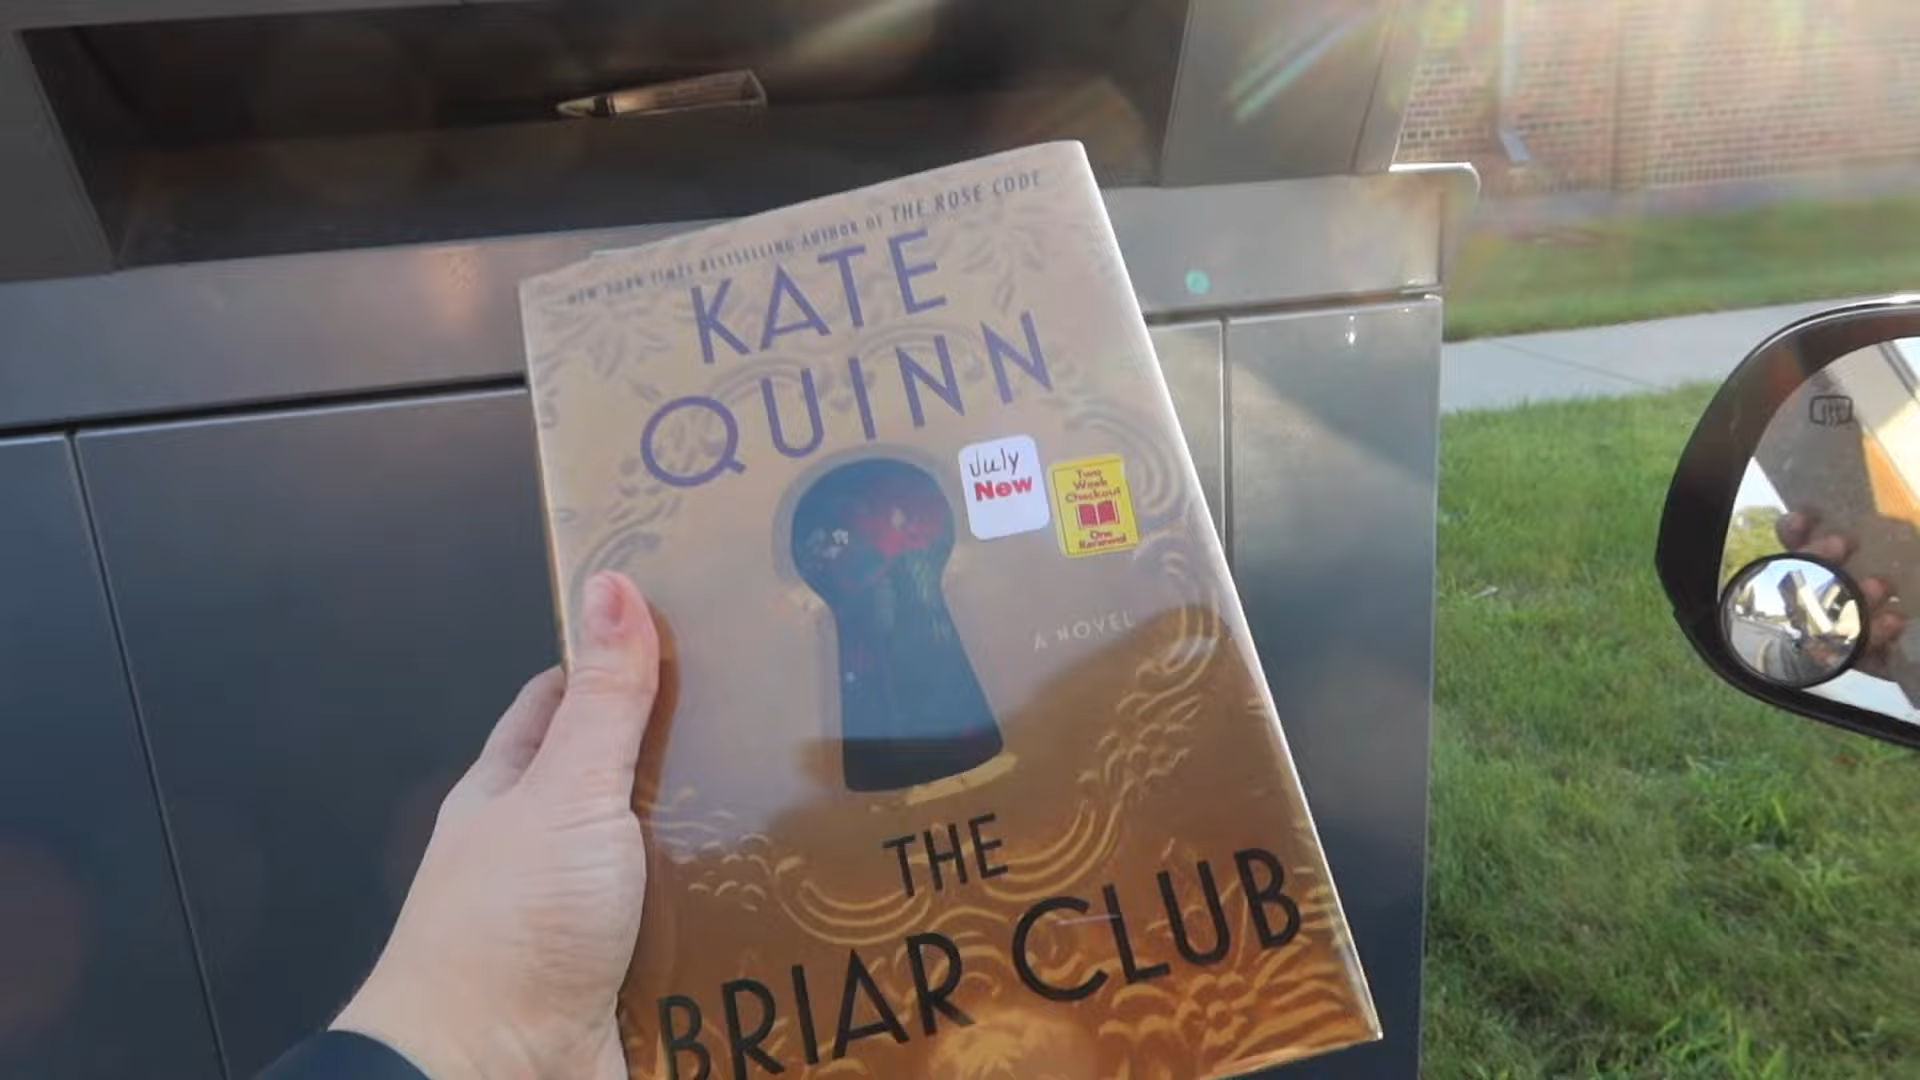 NEW YORK TIMES BESTSELLING AUTHOR OF THE ROSE CODE
KATE
QUINN
July
New
Two
Week
Checkout
One
Renewal
A NOVEL
THE
BRIAR CLUB